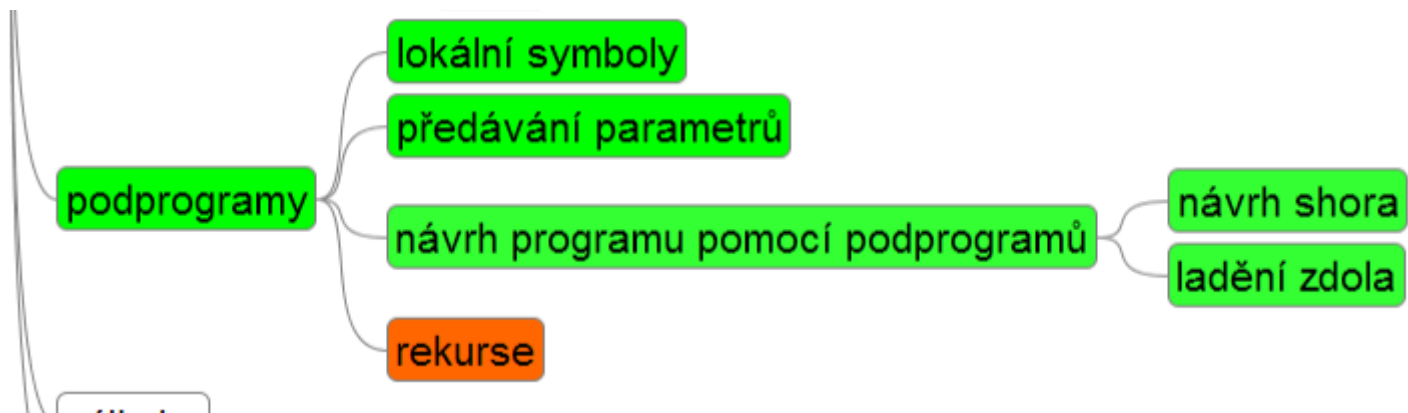 lokální symboly
předávání parametrů
podprogramy
návrh programu pomocí podprogramů
návrh shora
ladění zdola
rekurse